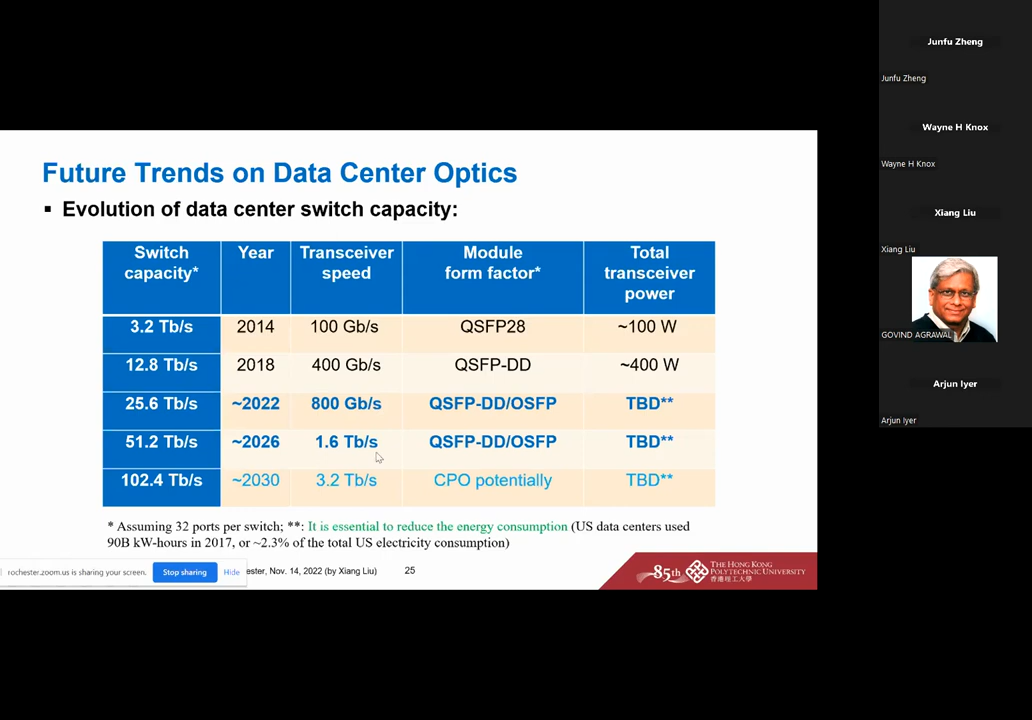 Future Trends on Data Center Optics
▪ Evolution of data center switch capacity:
Switch capacity* Year Transceiver speed Module form factor* Total transceiver power
3.2 Tb/s 2014 100 Gb/s QSFP28 ~100 W
12.8 Tb/s 2018 400 Gb/s QSFP-DD ~400 W
25.6 Tb/s ~2022 800 Gb/s QSFP-DD/OSFP TBD**
51.2 Tb/s ~2026 1.6 Tb/s QSFP-DD/OSFP TBD**
102.4 Tb/s ~2030 3.2 Tb/s CPO potentially TBD**
* Assuming 32 ports per switch; **: It is essential to reduce the energy consumption (US data centers used
90B kW-hours in 2017, or ~2.3% of the total US electricity consumption)
rochester.zoom.us is sharing your screen. Stop sharing Hide
ester, Nov. 14, 2022 (by Xiang Liu) 25
85th
THE HONG KONG
POLYTECHNIC UNIVERSITY
香港理工大學
Junfu Zheng
Junfu Zheng
Wayne H Knox
Wayne H Knox
Xiang Liu
Xiang Liu
GOVIND AGRAWAL
Arjun Iyer
Arjun Iyer